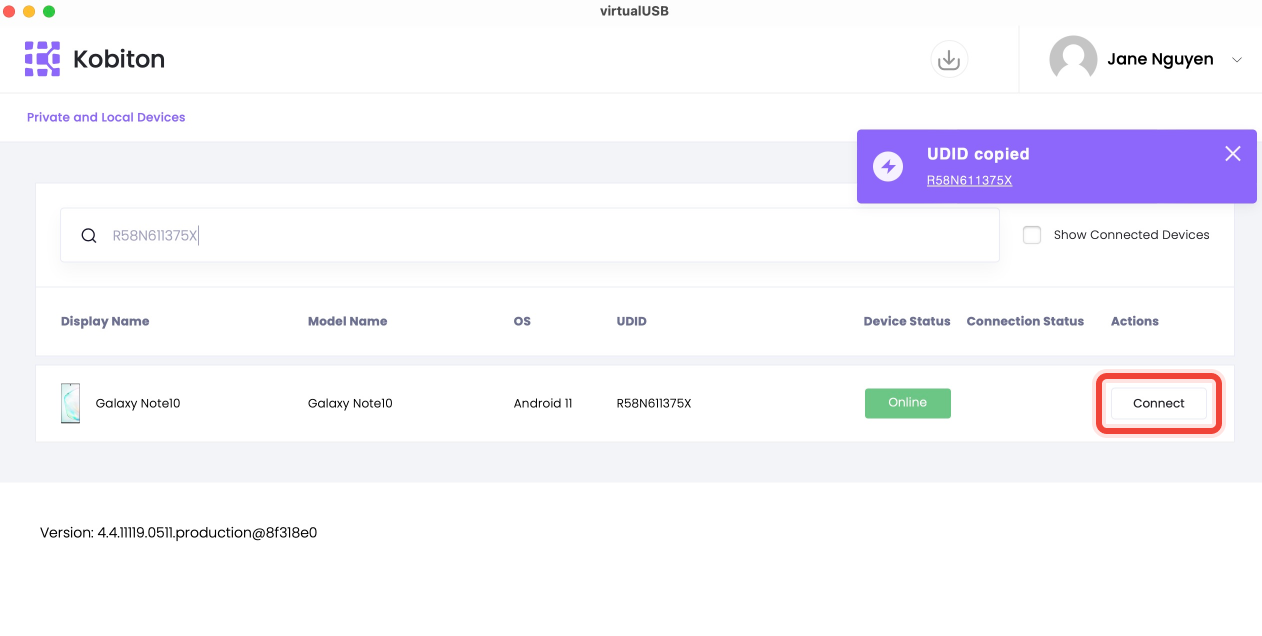 virtualUSB
Kobiton
Jane Nguyen
Private and Local Devices
UDID copied
R58N611375X
R58N611375X
Show Connected Devices
Display Name Model Name OS UDID Device Status Connection Status Actions
Galaxy Note10 Galaxy Note10 Android 11 R58N611375X Online Connect
Version: 4.4.11119.0511.production@8f318e0